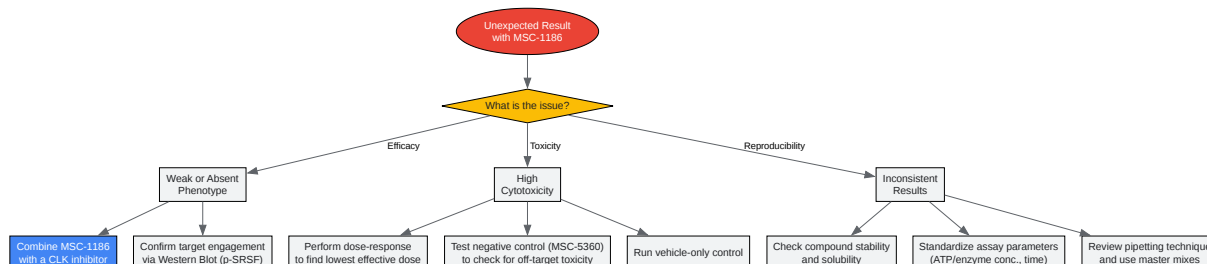 Unexpected Result
with MSC-1186
What is the issue?
Efficacy
Toxicity
Reproducibility
Weak or Absent
Phenotype
High
Cytotoxicity
Inconsistent
Results
Combine MSC-1186
with a CLK inhibitor
Confirm target engagement
via Western Blot (p-SRSF)
Perform dose-response
to find lowest effective dose
Test negative control (MSC-5360)
to check for off-target toxicity
Run vehicle-only control
Check compound stability
and solubility
Standardize assay parameters
(ATP/enzyme conc., time)
Review pipetting technique
and use master mixes